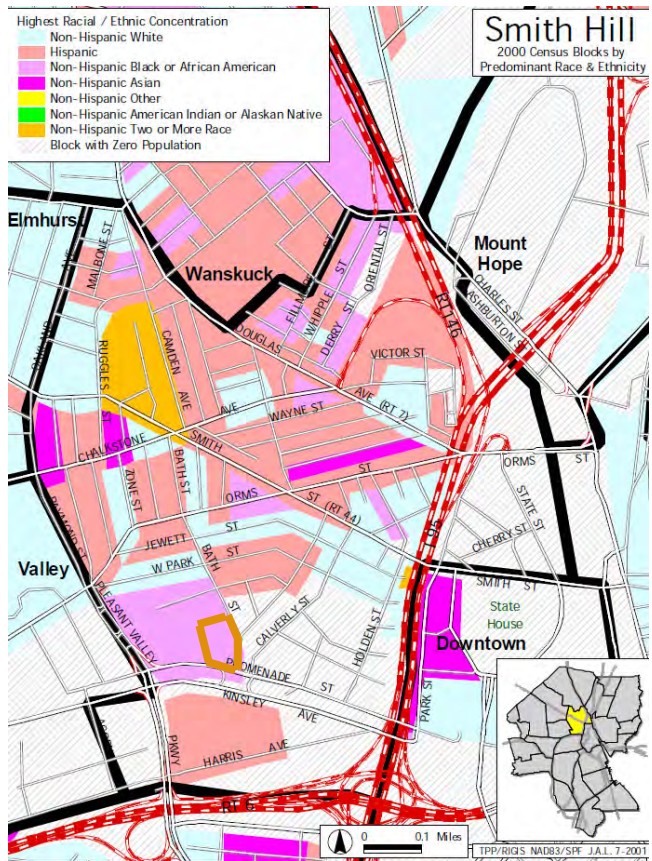 Highest Racial / Ethnic Concentration
Non-Hispanic White
Hispanic
Non-Hispanic Black or African American
Non-Hispanic Asian
Non-Hispanic Other
Non-Hispanic American Indian or Alaskan Native
Non-Hispanic Two or More Race
Block with Zero Population
Smith Hill
2000 Census Blocks by
Predominant Race & Ethnicity
Elmhurst
MALBONE ST
AVE
Wanskuck
Mount
Hope
FILLMORE ST
WHIPPLE ST
DERRY ST
ORIENTAL ST
RT 146
CHARLES ST
ASHBURTON ST
DOUGLAS
AVE (RT 7)
VICTOR ST
RUGGLES
ST
CAMDEN
AVE
CHALKSTONE
AVE
WAYNE ST
SMITH
ST (RT 44)
ZONE ST
BATH ST
ORMS
ST
ORMS
ST
STATE ST
CHERRY ST
RAYMOND ST
JEWETT
ST
W PARK
ST
BATH
ST
I-95
SMITH ST
Valley
State
House
Downtown
PLEASANT VALLEY
PKWY
CALVERLY ST
HOLDEN ST
PROMENADE
ST
KINSLEY
AVE
PARK ST
HARRIS AVE
RT 6
0 0.1 Miles
TPP/RIGIS NAD83/SPF J.A.L. 7-2001